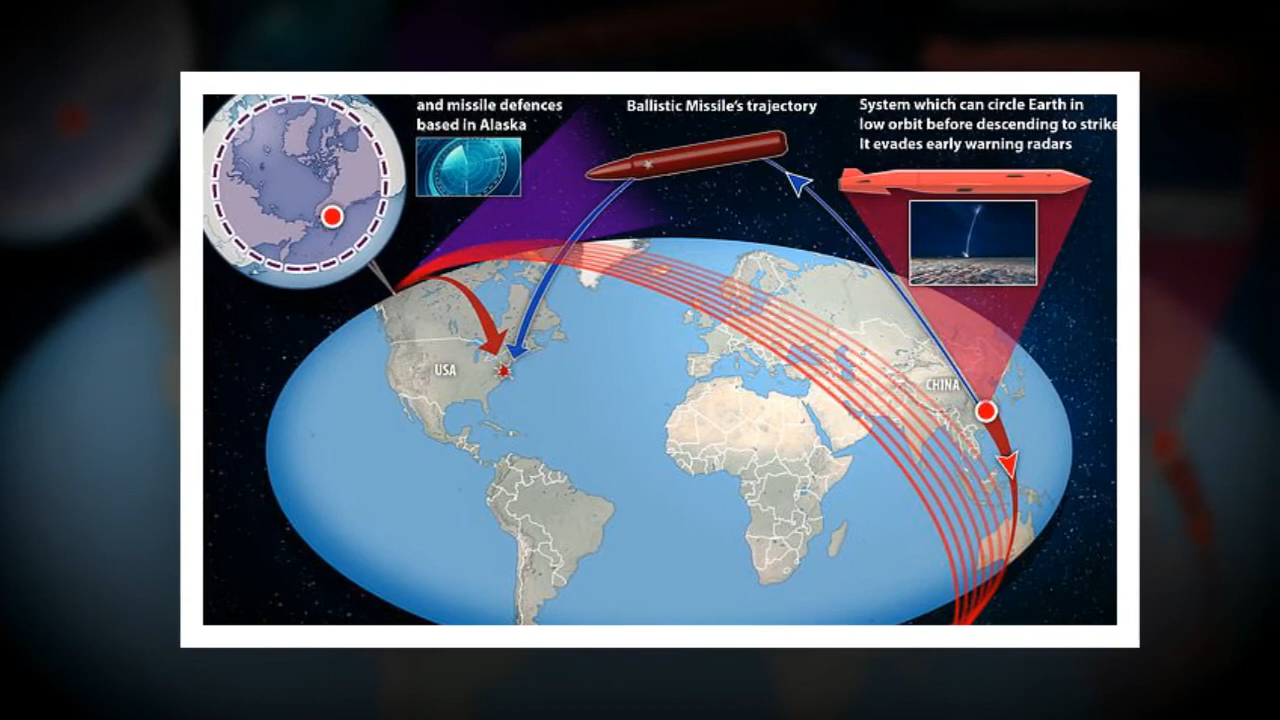 and missile defences
based in Alaska
Ballistic Missile's trajectory
System which can circle Earth in
low orbit before descending to strike
It evades early warning radars
USA
CHINA